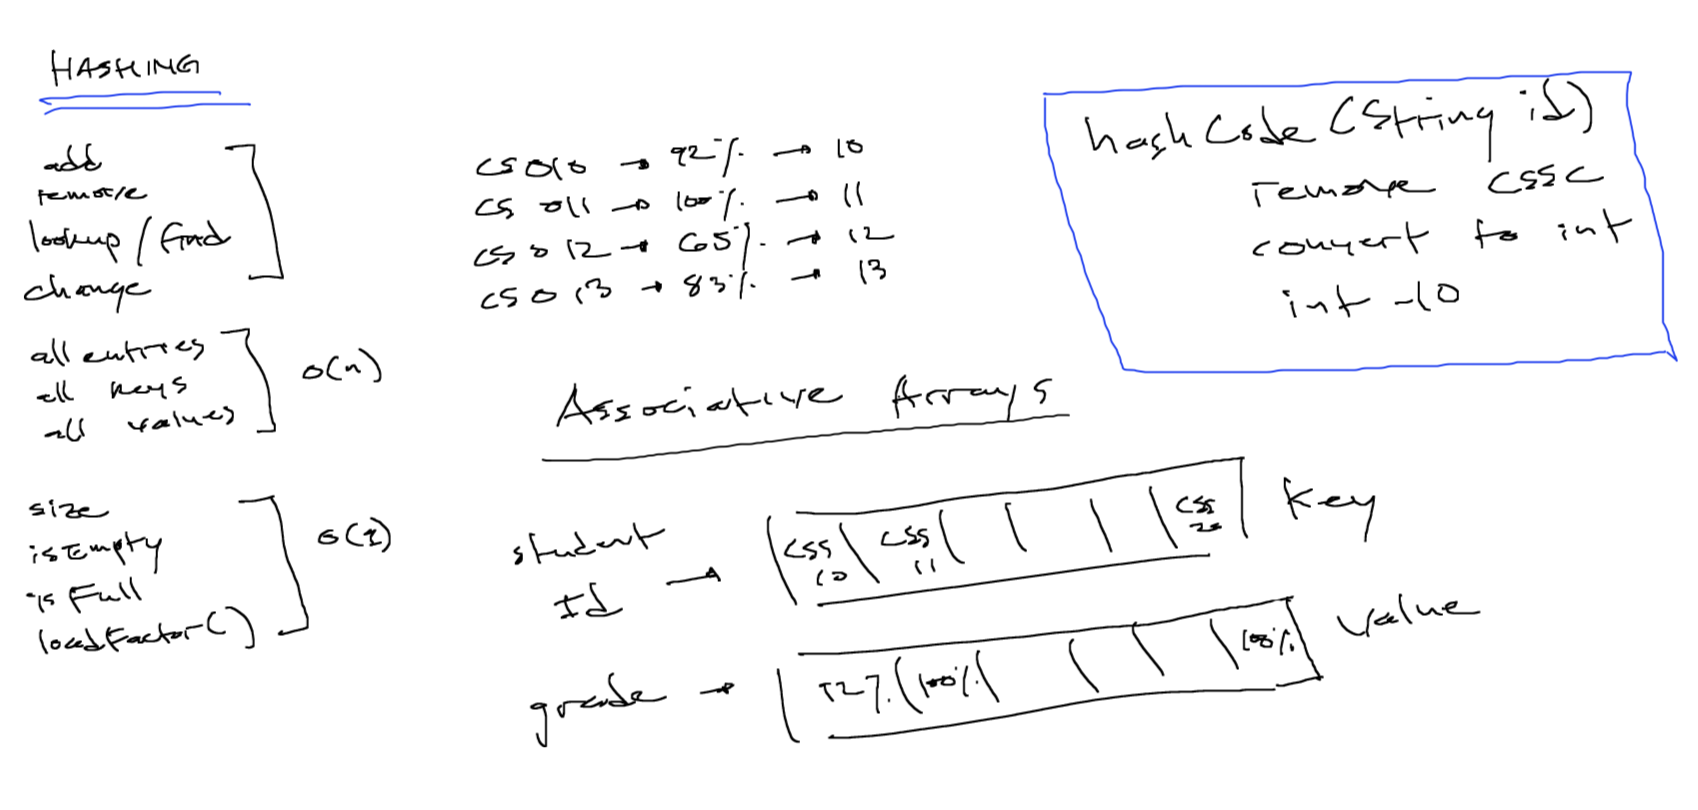 HASHING
add
remove
lookup / find
change
all entries
all keys
all values
O(n)
size
isEmpty
isFull
loadFactor()
O(1)
CS010 → 92% → 10
CS 011 → 100% → 11
CS012 → 65% → 12
CS013 → 83% → 13
hashCode(String id)
remove CSSC
convert to int
int -10
Associative Arrays
student Id →
CSS 10
CSS 11
CSS 20
Key
grade →
100%
100%
Value